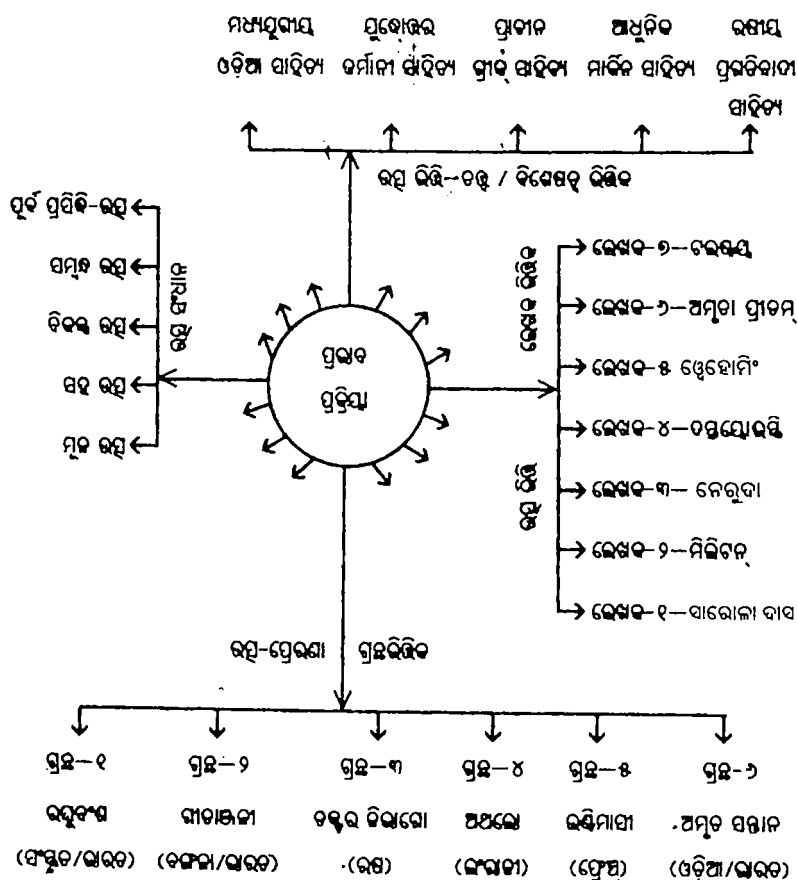 ମଧ୍ୟଯୁଗୀୟ ଯୁଦ୍ଧୋତ୍ତର ପ୍ରାଚୀନ ଆଧୁନିକ ଋଷୀୟ
ଓଡ଼ିଆ ସାହିତ୍ୟ ଜର୍ମାନୀ ସାହିତ୍ୟ ଗ୍ରୀକ୍ ସାହିତ୍ୟ ମାର୍କିନ ସାହିତ୍ୟ ପ୍ରଗତିବାଦୀ
ସାହିତ୍ୟ
ଉତ୍ସ ଭିତ୍ତି—ତତ୍ତ୍ୱ / ବିଶେଷତ୍ୱ ଭିତ୍ତିକ
ପୂର୍ବ ପ୍ରସିଦ୍ଧି-ଉତ୍ସ
ସମ୍ବନ୍ଧ ଉତ୍ସ
ବିକଳ୍ପ ଉତ୍ସ
ସହ ଉତ୍ସ
ମୂଳ ଉତ୍ସ
ଉତ୍ସ ସଂଧାନ
ପ୍ରଭାବ
ପ୍ରକ୍ରିୟା
ଲେଖକ ଭିତ୍ତିକ
ଉତ୍ସ ଭିତ୍ତି
ଲେଖକ-୭—ଟଲଷ୍ଟୟ
ଲେଖକ-୬—ଅମୃତା ପ୍ରୀତମ୍
ଲେଖକ-୫ ୱେହୋମିଂ
ଲେଖକ-୪—ଦସ୍ତୟୋଭସ୍କି
ଲେଖକ-୩— ନେରୁଦା
ଲେଖକ-୨—ମିଲିଟନ୍
ଲେଖକ-୧—ସାରୋଳା ଦାସ
ଉତ୍ସ-ପ୍ରେରଣା ଗ୍ରନ୍ଥଭିତ୍ତିକ
ଗ୍ରନ୍ଥ—୧ ଗ୍ରନ୍ଥ—୨ ଗ୍ରନ୍ଥ—୩ ଗ୍ରନ୍ଥ—୪ ଗ୍ରନ୍ଥ—୫ ଗ୍ରନ୍ଥ-୬
ରଘୁବଂଶ ଗୀତାଞ୍ଜଳୀ ଡକ୍ଟର ଜିଭାଗୋ ଅଥଲୋ ଭଣ୍ଟିମାସୀ ଅମୃତ ସନ୍ତାନ
(ସଂସ୍କୃତ/ଭାରତ) (ବଙ୍ଗଳା/ଭାରତ) (ଋଷ) (ଇଂରାଜୀ) (ଫ୍ରେଞ୍ଚ) (ଓଡ଼ିଆ/ଭାରତ)